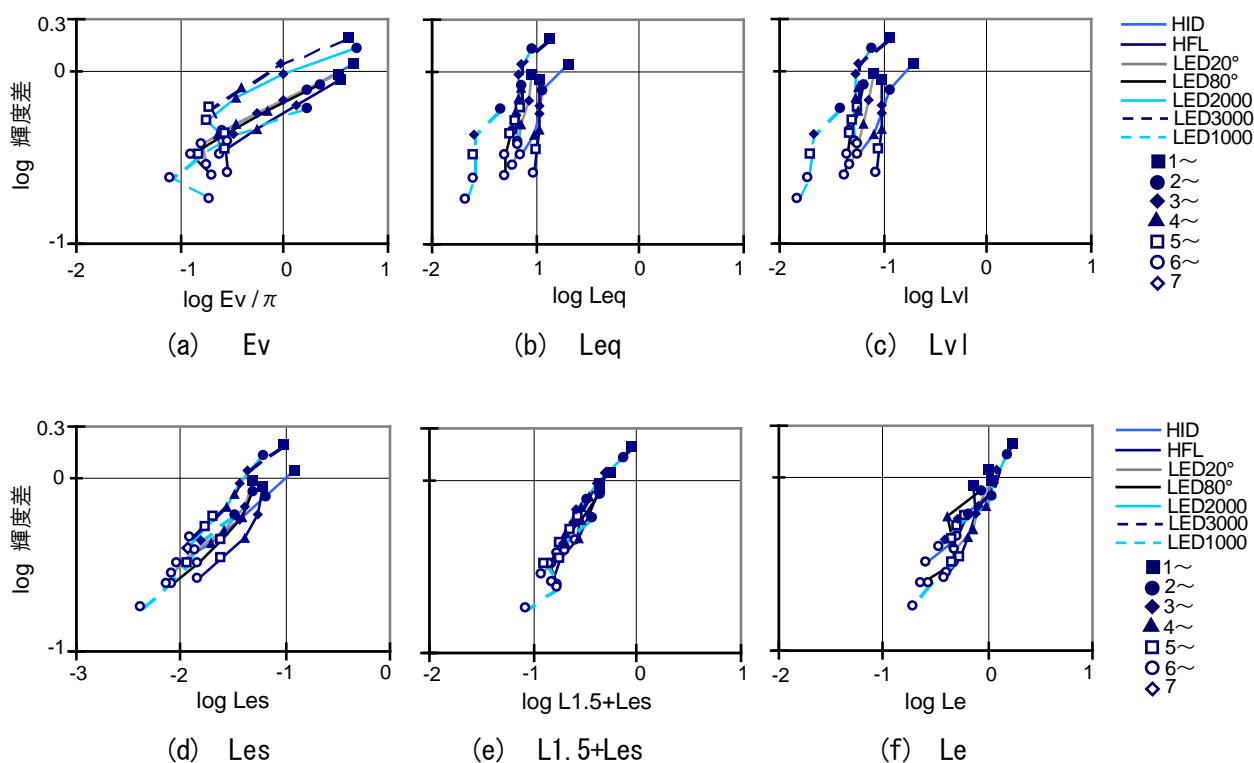 0.3
0
-1
log 輝度差
-2
-1
0
1
log Ev / π
(a) Ev
-2
1
0
1
log Leq
(b) Leq
-2
-1
0
1
log Lvl
(c) Lvl
HID
HFL
LED20°
LED80°
LED2000
LED3000
LED1000
1～
2～
3～
4～
5～
6～
7
0.3
0
-1
log 輝度差
-3
-2
-1
0
log Les
(d) Les
-2
-1
0
1
log L1.5+Les
(e) L1.5+Les
-2
-1
0
1
log Le
(f) Le
HID
HFL
LED20°
LED80°
LED2000
LED3000
LED1000
1～
2～
3～
4～
5～
6～
7